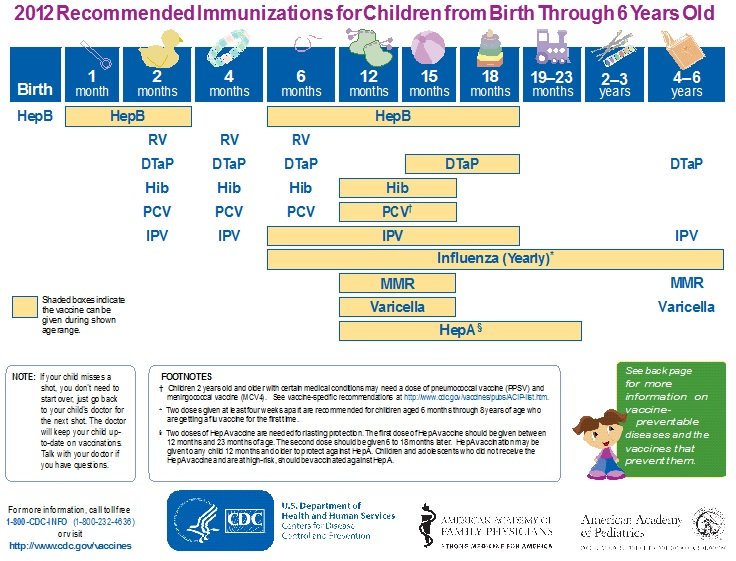 2012 Recommended Immunizations for Children from Birth Through 6 Years Old
Birth
1 month
2 months
4 months
6 months
12 months
15 months
18 months
19–23 months
2–3 years
4–6 years
HepB HepB HepB
RV RV RV
DTaP DTaP DTaP DTaP DTaP
Hib Hib Hib Hib
PCV PCV PCV PCV†
IPV IPV IPV IPV
Influenza (Yearly)*
MMR MMR
Varicella Varicella
HepA§
Shaded boxes indicate
the vaccine can be
given during shown
age range.
NOTE: If your child misses a
shot, you don't need to
start over, just go back
to your child's doctor for
the next shot. The doctor
will keep your child up-
to-date on vaccinations.
Talk with your doctor if
you have questions.
FOOTNOTES
† Children 2 years old and older with certain medical conditions may need a dose of pneumococcal vaccine (PPSV) and
meningococcal vaccine (MCV4). See vaccine-specific recommendations at http://www.cdc.gov/vaccines/pubs/ACIP-list.htm.
* Two doses given at least four weeks apart are recommended for children aged 6 months through 8 years of age who
are getting a flu vaccine for the first time.
§ Two doses of HepA vaccine are needed for lasting protection. The first dose of HepA vaccine should be given between
12 months and 23 months of age. The second dose should be given 6 to 18 months later. HepA vaccination may be
given to any child 12 months and older to protect against HepA. Children and adolescents who did not receive the
HepA vaccine and are at high-risk, should be vaccinated against HepA.
See back page
for more
information on
vaccine-
preventable
diseases and the
vaccines that
prevent them.
For more information, call toll free
1-800-CDC-INFO (1-800-232-4636)
or visit
http://www.cdc.gov/vaccines
CDC
U.S. Department of
Health and Human Services
Centers for Disease
Control and Prevention
AMERICAN ACADEMY OF
FAMILY PHYSICIANS
STRONG MEDICINE FOR AMERICA
American Academy
of Pediatrics